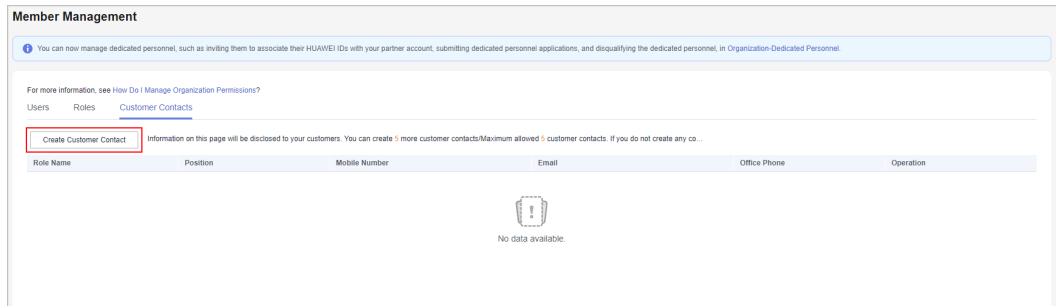 Member Management
You can now manage dedicated personnel, such as inviting them to associate their HUAWEI IDs with your partner account, submitting dedicated personnel applications, and disqualifying the dedicated personnel, in Organization-Dedicated Personnel.
For more information, see How Do I Manage Organization Permissions?
Users Roles Customer Contacts
Create Customer Contact Information on this page will be disclosed to your customers. You can create 5 more customer contacts/Maximum allowed 5 customer contacts. If you do not create any co...
Role Name Position Mobile Number Email Office Phone Operation
No data available.